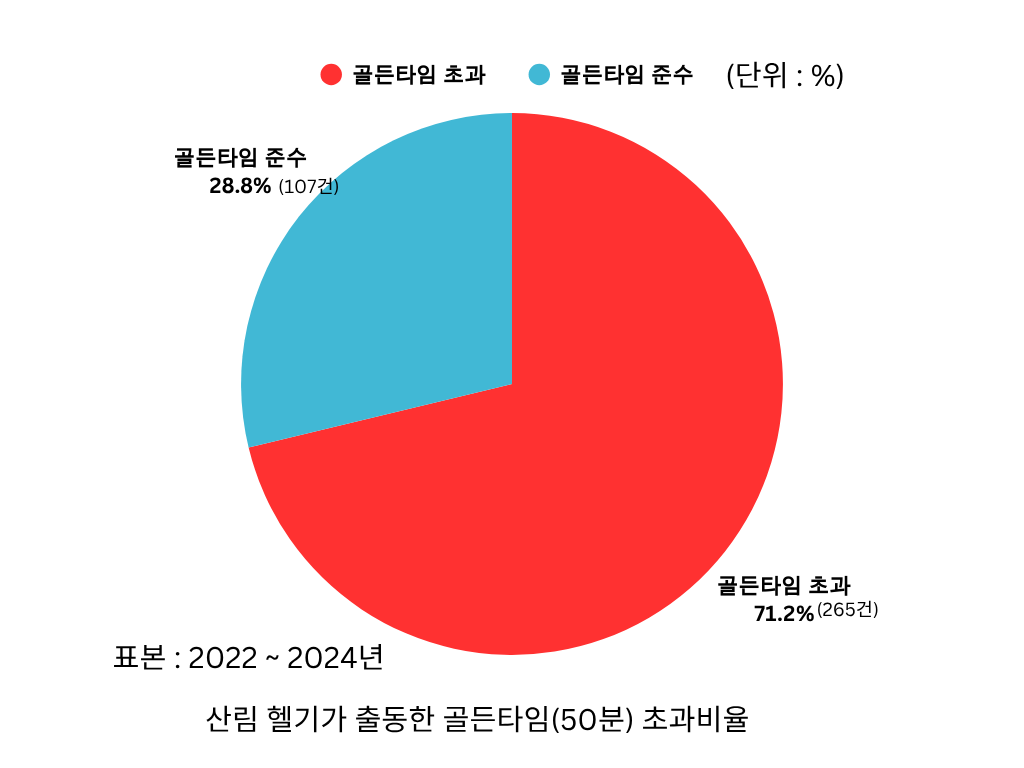 골든타임 초과 골든타임 준수 (단위 : %)
골든타임 준수
28.8% (107건)
골든타임 초과
71.2% (265건)
표본 : 2022 ~ 2024년
산림 헬기가 출동한 골든타임(50분) 초과비율